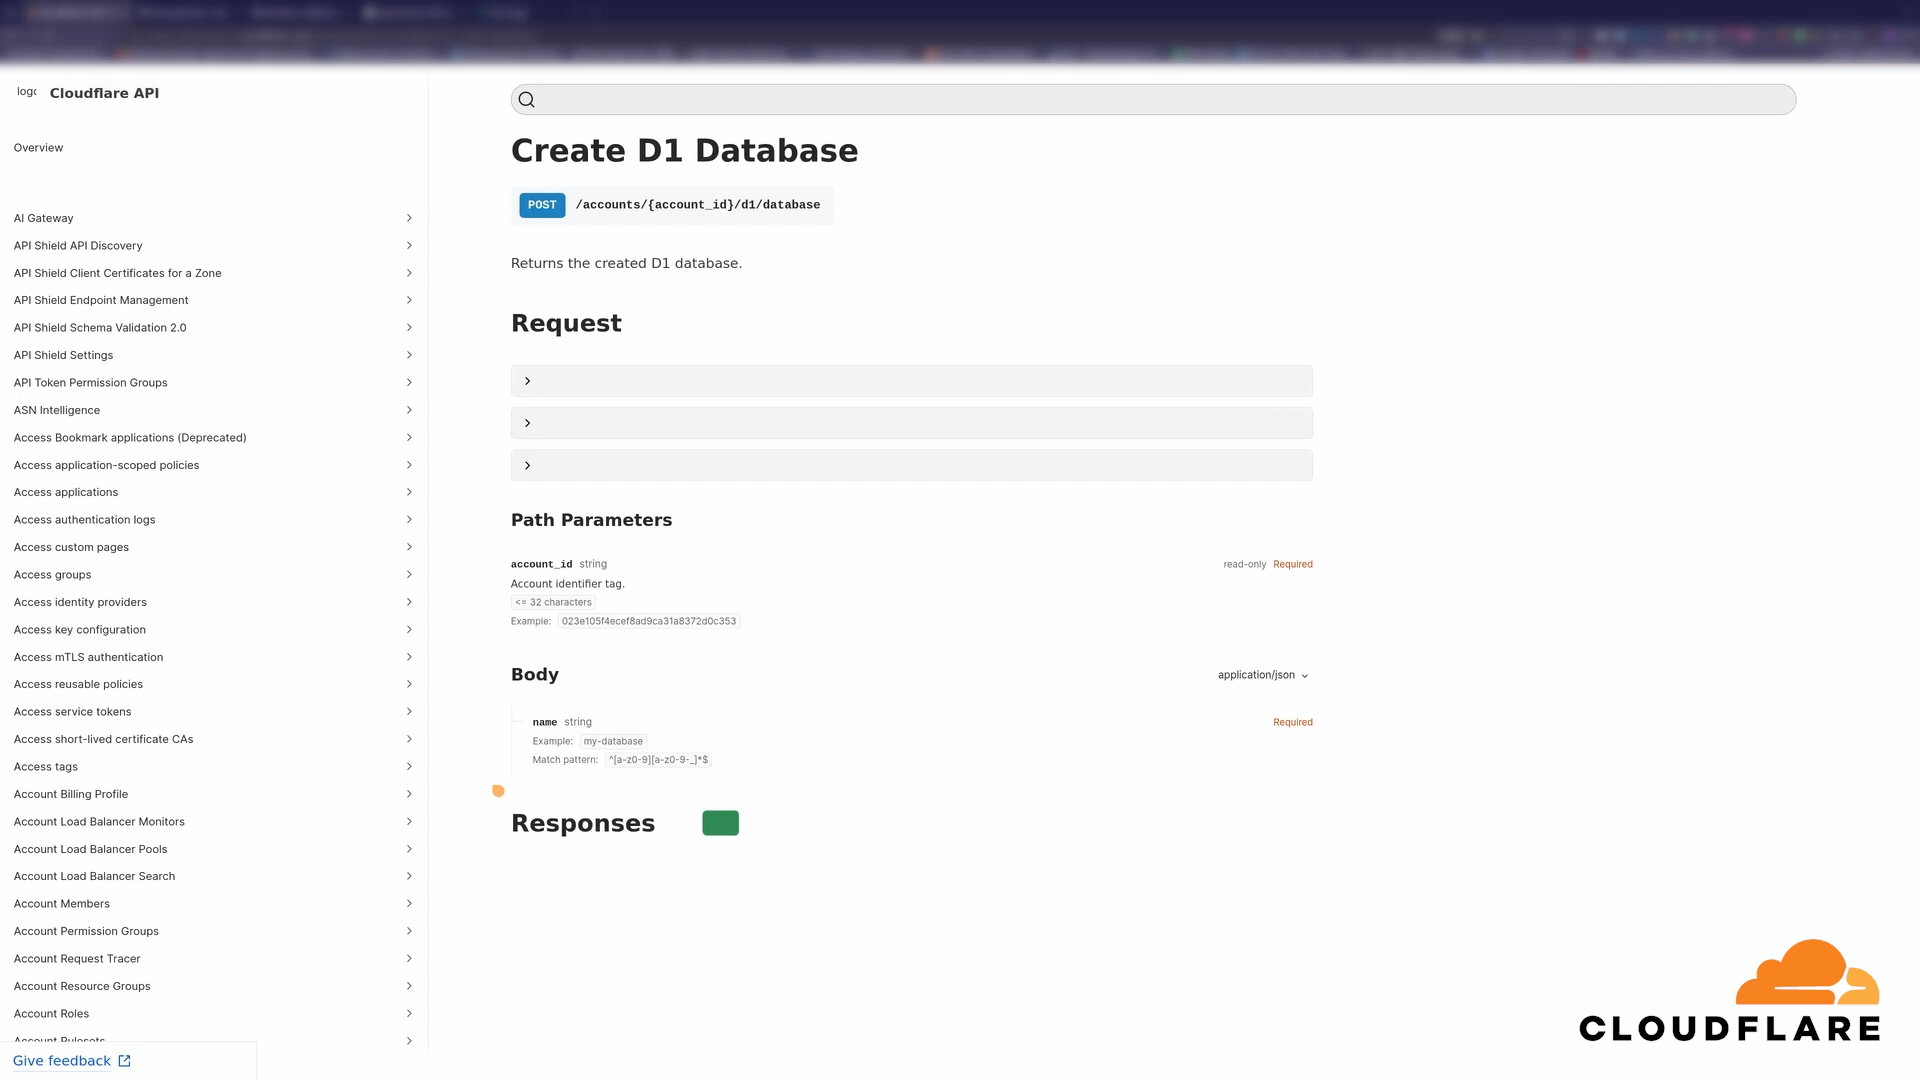 logo
Cloudflare API
Overview
AI Gateway
API Shield API Discovery
API Shield Client Certificates for a Zone
API Shield Endpoint Management
API Shield Schema Validation 2.0
API Shield Settings
API Token Permission Groups
ASN Intelligence
Access Bookmark applications (Deprecated)
Access application-scoped policies
Access applications
Access authentication logs
Access custom pages
Access groups
Access identity providers
Access key configuration
Access mTLS authentication
Access reusable policies
Access service tokens
Access short-lived certificate CAs
Access tags
Account Billing Profile
Account Load Balancer Monitors
Account Load Balancer Pools
Account Load Balancer Search
Account Members
Account Permission Groups
Account Request Tracer
Account Resource Groups
Account Roles
Account Rulesets
Give feedback
Create D1 Database
POST /accounts/{account_id}/d1/database
Returns the created D1 database.
Request
Path Parameters
account_id string read-only Required
Account identifier tag.
<= 32 characters
Example: 023e105f4ecef8ad9ca31a8372d0c353
Body application/json
name string Required
Example: my-database
Match pattern: ^[a-z0-9][a-z0-9-_]*$
Responses
CLOUDFLARE